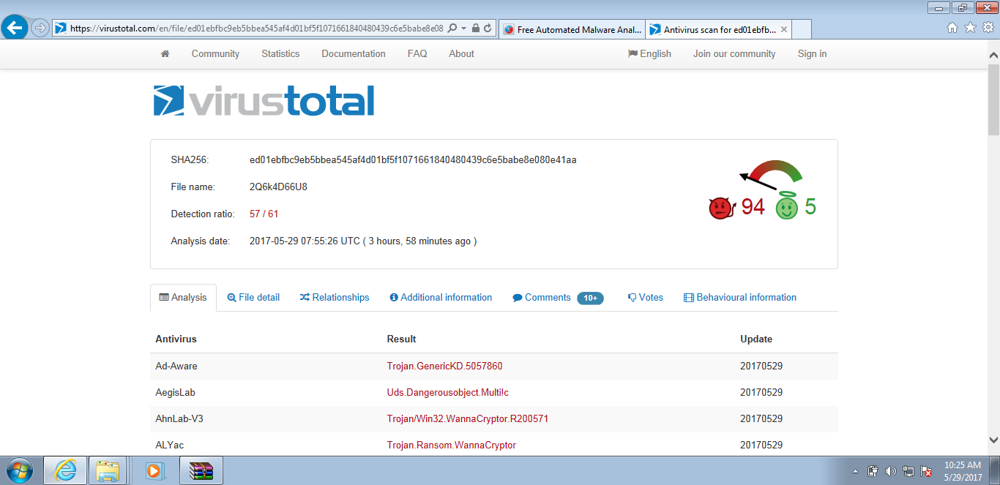 https://virustotal.com/en/file/ed01ebfbc9eb5bbea545af4d01bf5f1071661840480439c6e5babe8e08
Free Automated Malware Anal...
Antivirus scan for ed01ebfb...
Community Statistics Documentation FAQ About English Join our community Sign in
virustotal
SHA256: ed01ebfbc9eb5bbea545af4d01bf5f1071661840480439c6e5babe8e080e41aa
File name: 2Q6k4D66U8
Detection ratio: 57 / 61
Analysis date: 2017-05-29 07:55:26 UTC ( 3 hours, 58 minutes ago )
94 5
Analysis File detail Relationships Additional information Comments 10+ Votes Behavioural information
Antivirus Result Update
Ad-Aware Trojan.GenericKD.5057860 20170529
AegisLab Uds.Dangerousobject.Multi!c 20170529
AhnLab-V3 Trojan/Win32.WannaCryptor.R200571 20170529
ALYac Trojan.Ransom.WannaCryptor 20170529
10:25 AM
5/29/2017